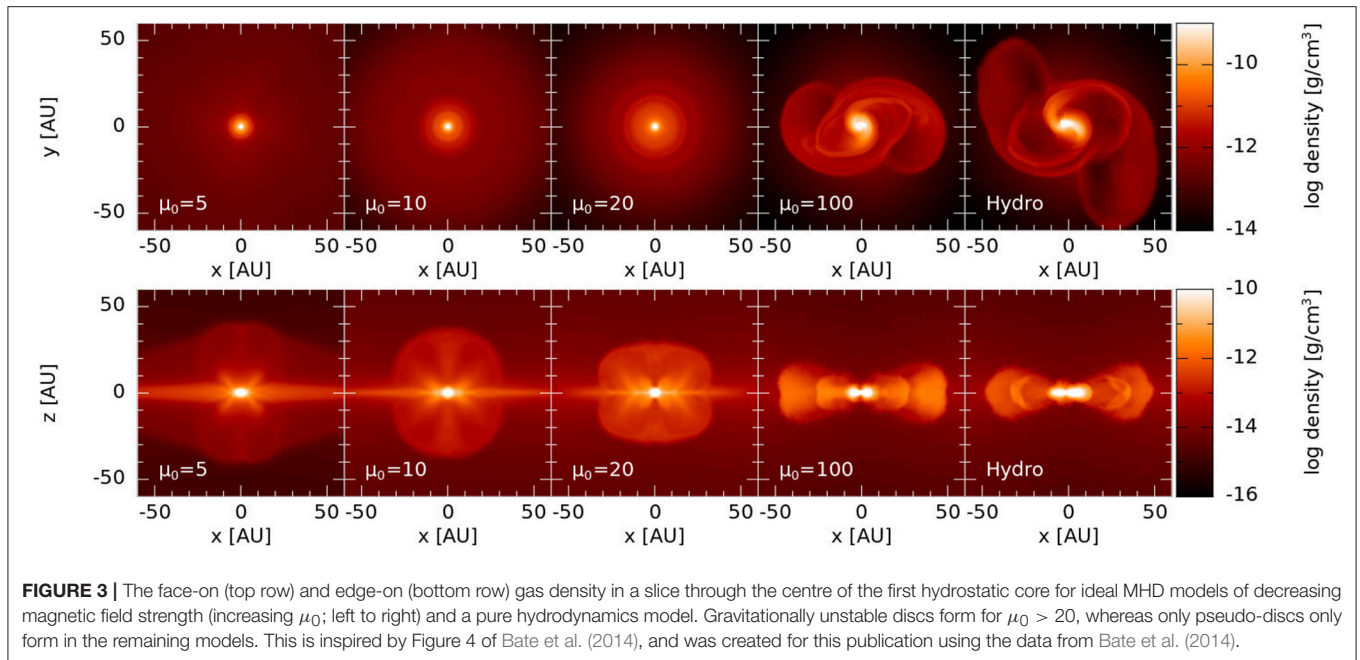 50
0
-50
y [AU]
μ₀=5
μ₀=10
μ₀=20
μ₀=100
Hydro
-50 0 50
-50 0 50
-50 0 50
-50 0 50
-50 0 50
x [AU]
x [AU]
x [AU]
x [AU]
x [AU]
-10
-12
-14
log density [g/cm³]
50
0
-50
z [AU]
μ₀=5
μ₀=10
μ₀=20
μ₀=100
Hydro
-50 0 50
-50 0 50
-50 0 50
-50 0 50
-50 0 50
x [AU]
x [AU]
x [AU]
x [AU]
x [AU]
-10
-12
-14
-16
log density [g/cm³]
FIGURE 3 | The face-on (top row) and edge-on (bottom row) gas density in a slice through the centre of the first hydrostatic core for ideal MHD models of decreasing
magnetic field strength (increasing μ₀; left to right) and a pure hydrodynamics model. Gravitationally unstable discs form for μ₀ > 20, whereas only pseudo-discs only
form in the remaining models. This is inspired by Figure 4 of Bate et al. (2014), and was created for this publication using the data from Bate et al. (2014).